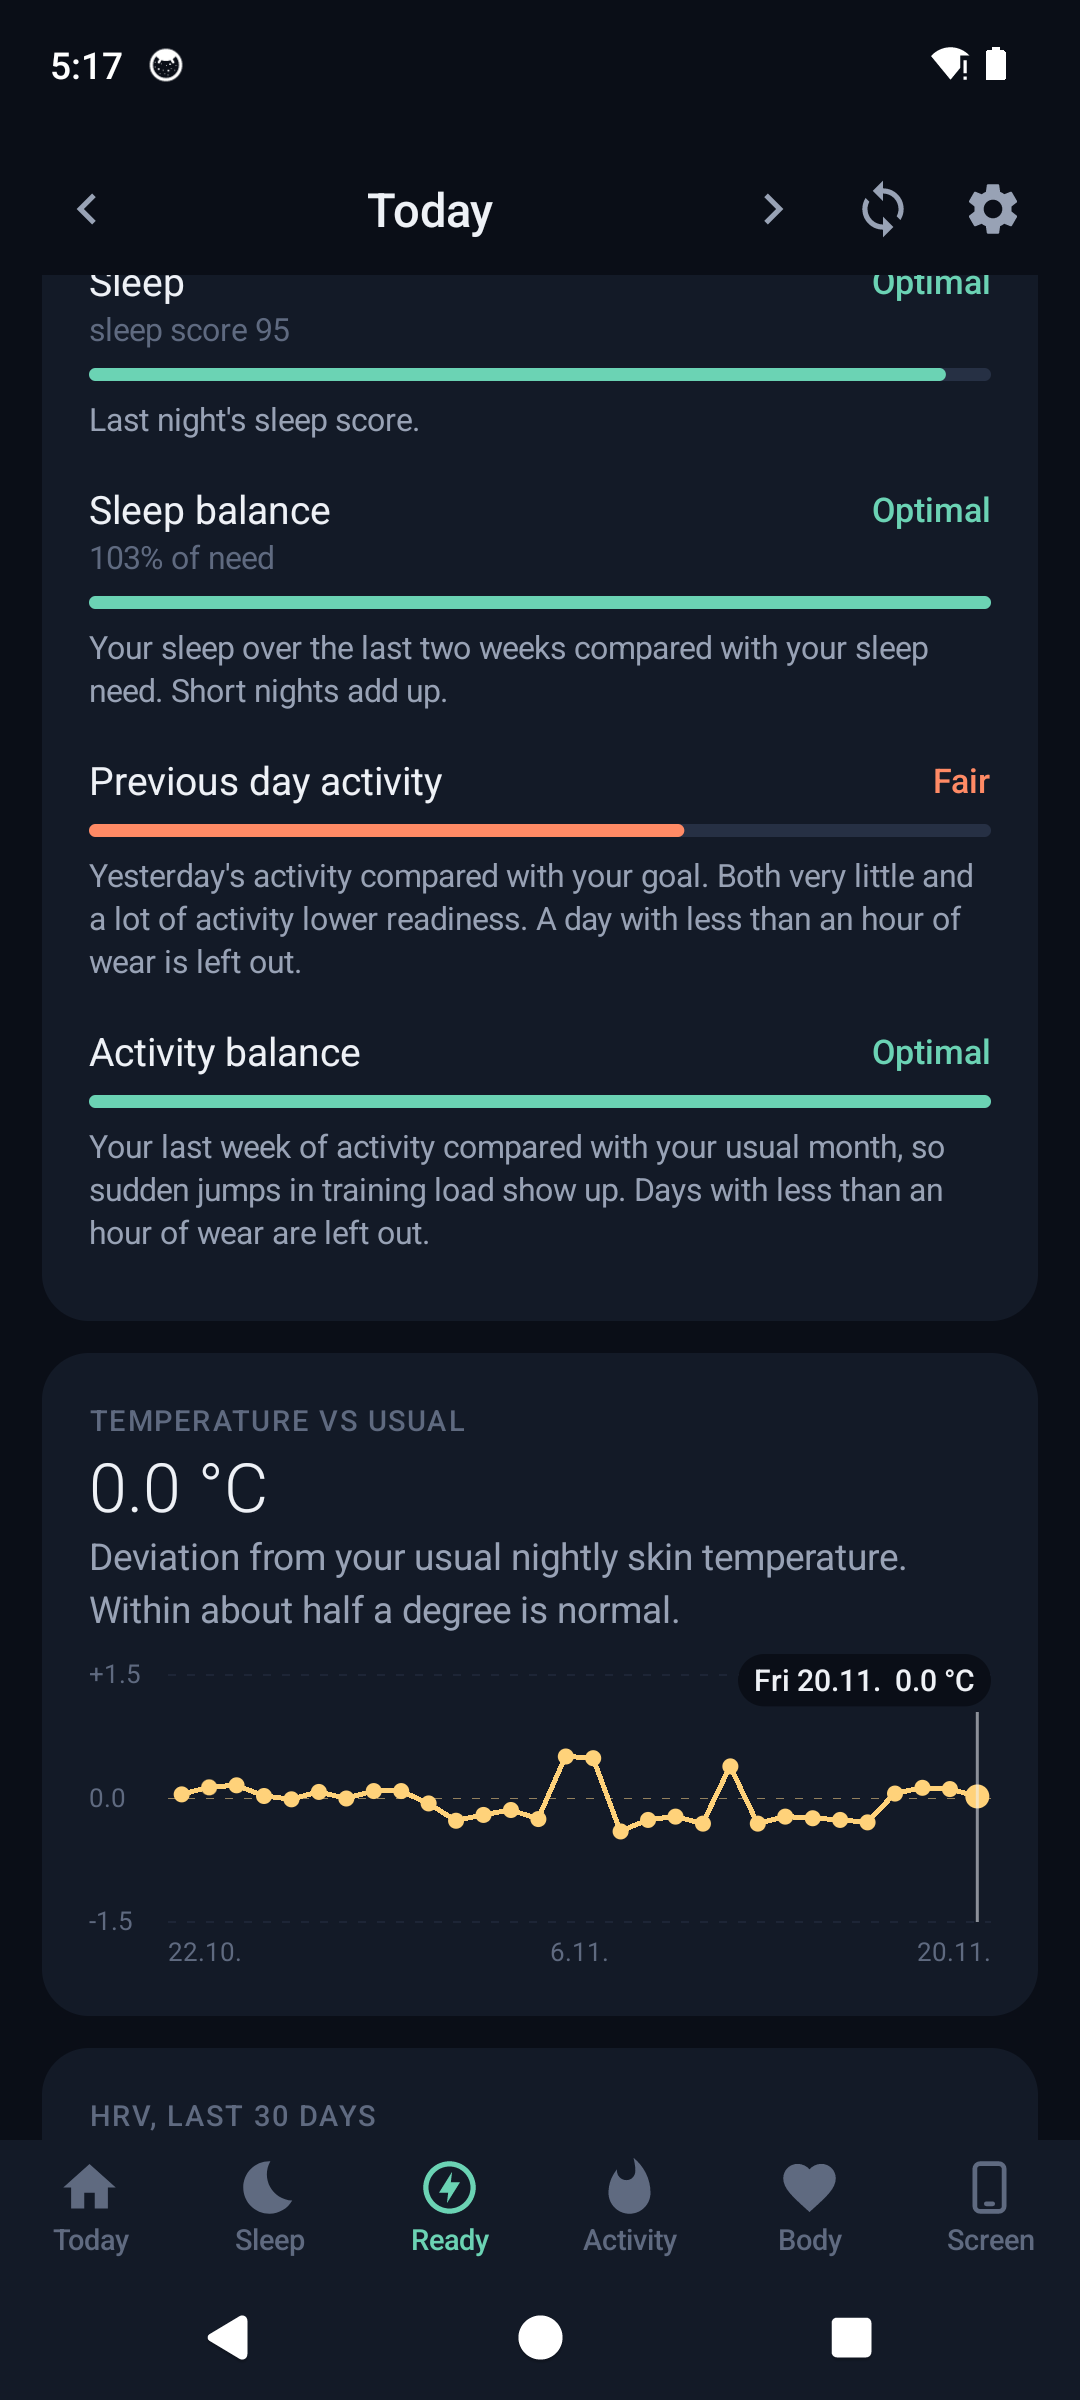 5:17
Today
Sleep
Optimal
sleep score 95
Last night's sleep score.
Sleep balance
Optimal
103% of need
Your sleep over the last two weeks compared with your sleep
need. Short nights add up.
Previous day activity
Fair
Yesterday's activity compared with your goal. Both very little and
a lot of activity lower readiness. A day with less than an hour of
wear is left out.
Activity balance
Optimal
Your last week of activity compared with your usual month, so
sudden jumps in training load show up. Days with less than an
hour of wear are left out.
TEMPERATURE VS USUAL
0.0 °C
Deviation from your usual nightly skin temperature.
Within about half a degree is normal.
+1.5
Fri 20.11. 0.0 °C
0.0
-1.5
22.10.
6.11.
20.11.
HRV, LAST 30 DAYS
Today
Sleep
Ready
Activity
Body
Screen